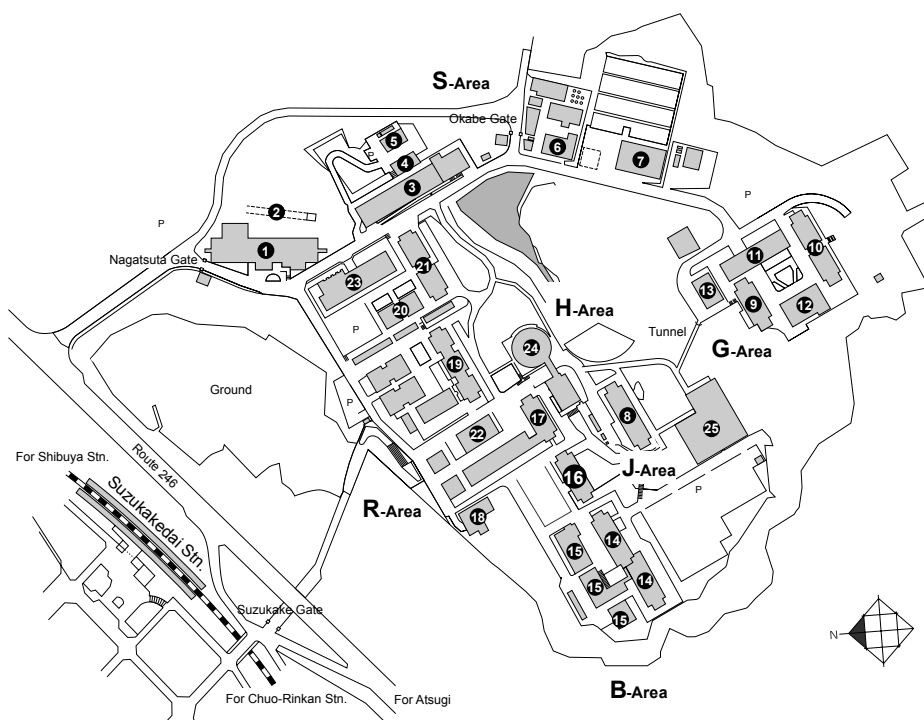 S-Area
Okabe Gate
5
4
6
7
3
P
2
P
1
Nagatsuta Gate
21
23
20
11
10
13
9
12
H-Area
P
Tunnel
G-Area
24
19
Ground
P
8
17
25
22
Route 246
For Shibuya Stn.
J-Area
16
P
Suzukakedai Stn.
R-Area
18
14
15
15
14
15
Suzukake Gate
N
B-Area
For Chuo-Rinkan Stn.
For Atsugi